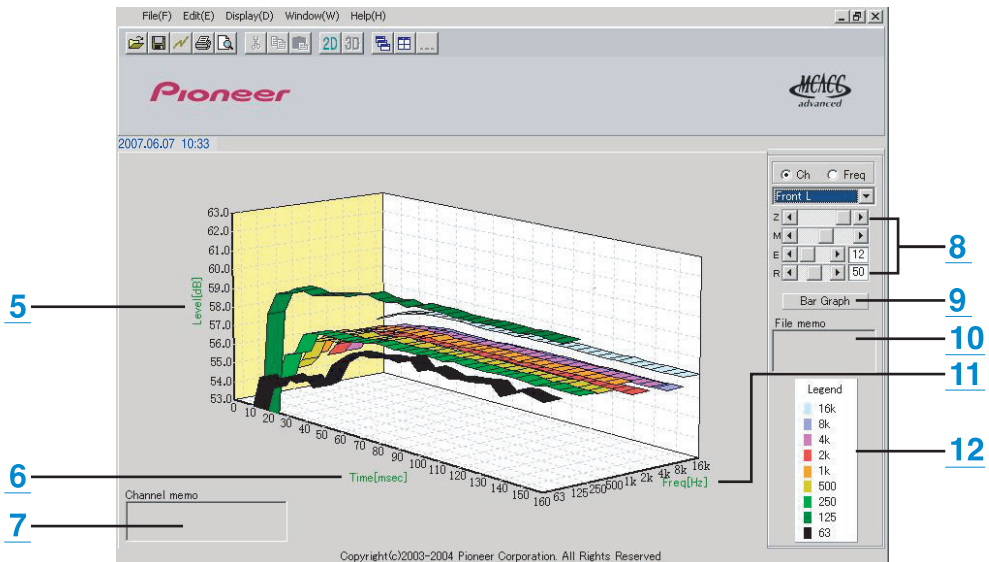 File(F) Edit(E) Display(D) Window(W) Help(H)
2D 3D ...
Pioneer
MCACC
advanced
2007.06.07 10:33
Ch Freq
Front L
Z
M
E 12
R 50
8
Bar Graph
9
File memo
10
11
Legend
16k
8k
4k
2k
1k
500
250
125
63
12
5
Level[dB]
63.0
62.0
61.0
60.0
59.0
58.0
57.0
56.0
55.0
54.0
53.0
0 10 20 30 40 50 60 70 80 90 100 110 120 130 140 150 160
63 125 250 500 1k 2k 4k 8k 16k
6
Time[msec]
Freq[Hz]
Channel memo
7
Copyright(c)2003-2004 Pioneer Corporation. All Rights Reserved